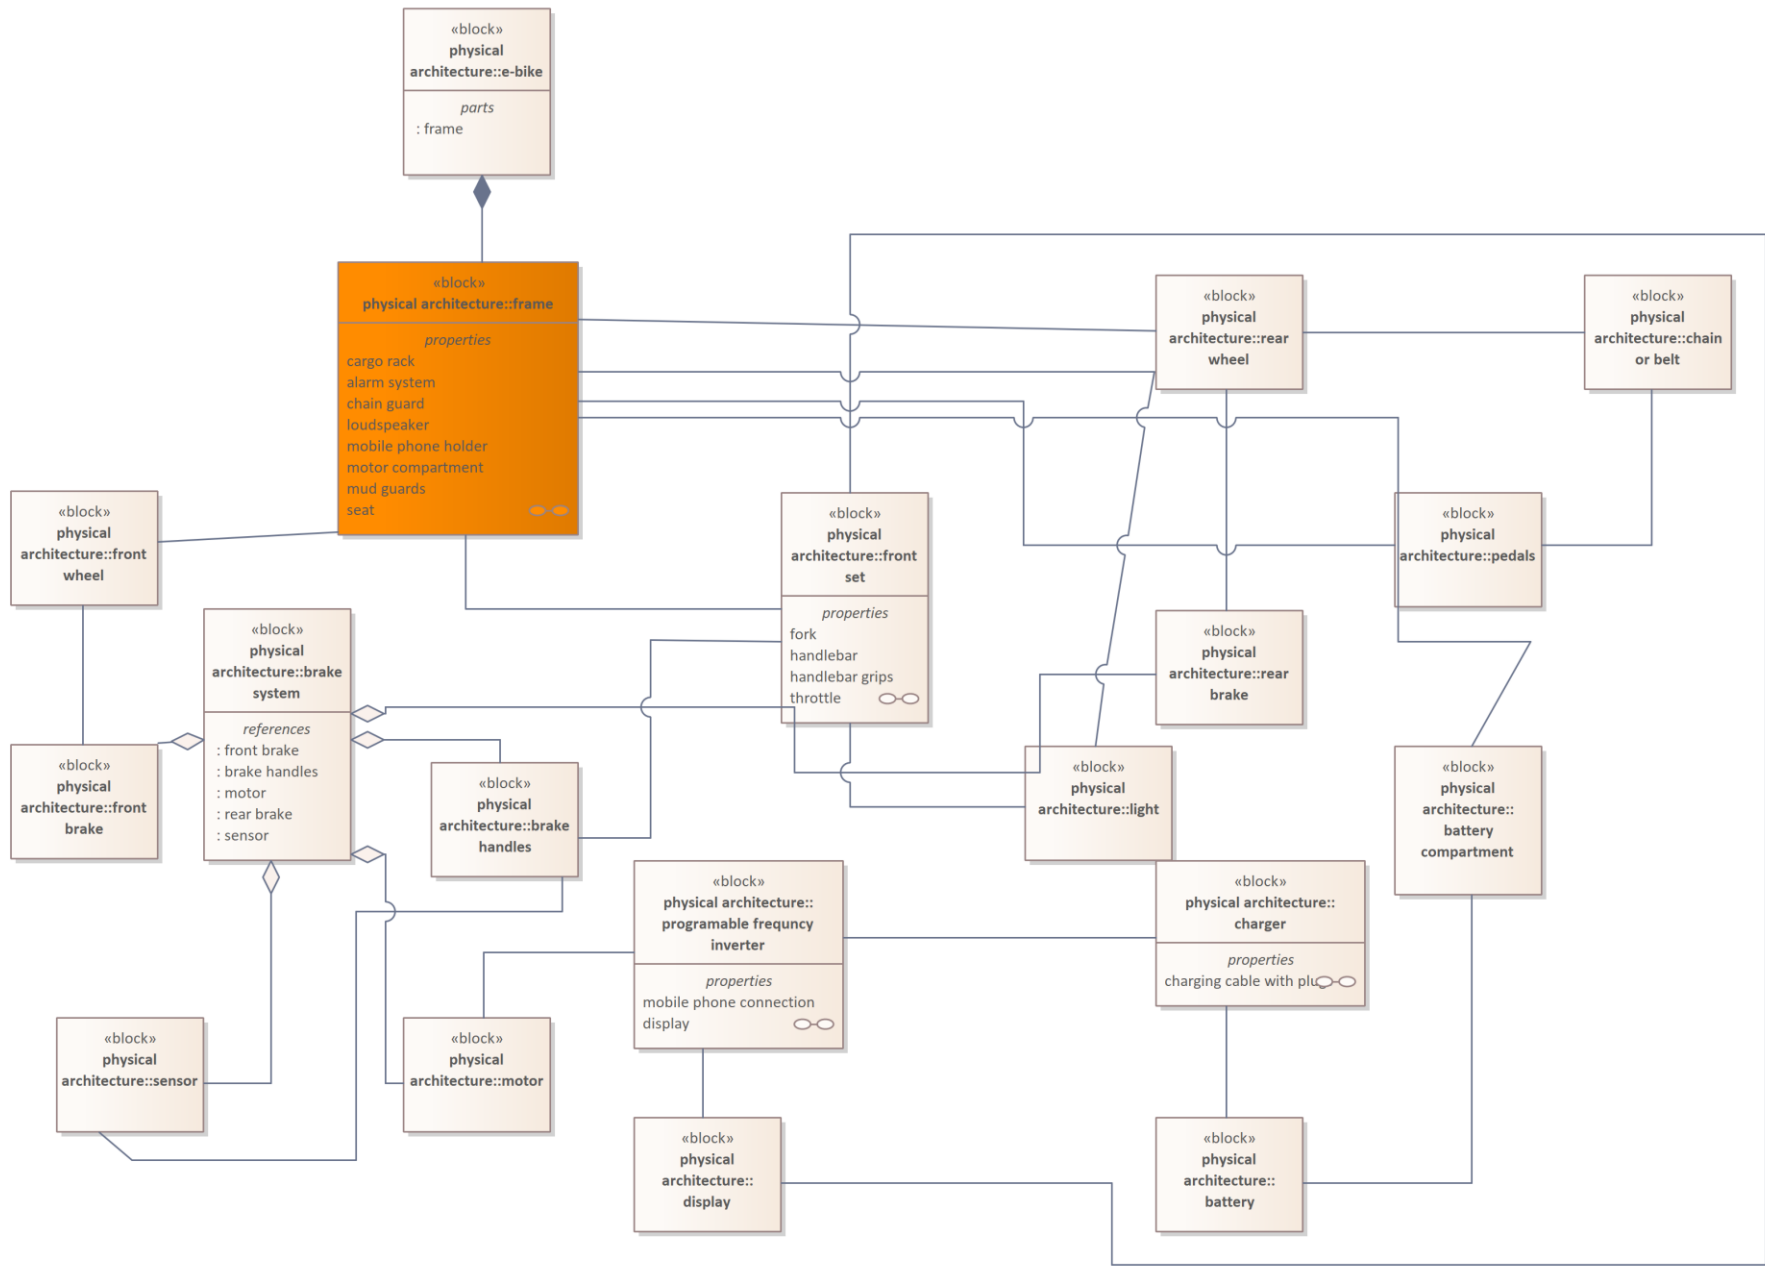 «block»
physical
architecture::e-bike
parts
: frame
«block»
physical architecture::frame
properties
cargo rack
alarm system
chain guard
loudspeaker
mobile phone holder
motor compartment
mud guards
seat
«block»
physical
architecture::rear
wheel
«block»
physical
architecture::chain
or belt
«block»
physical
architecture::front
wheel
«block»
physical
architecture::front
set
properties
fork
handlebar
handlebar grips
throttle
«block»
physical
architecture::pedals
«block»
physical
architecture::brake
system
references
: front brake
: brake handles
: motor
: rear brake
: sensor
«block»
physical
architecture::rear
brake
«block»
physical
architecture::front
brake
«block»
physical
architecture::brake
handles
«block»
physical
architecture::light
«block»
physical
architecture::
battery
compartment
«block»
physical architecture::
programable frequncy
inverter
properties
mobile phone connection
display
«block»
physical architecture::
charger
properties
charging cable with plug
«block»
physical
architecture::sensor
«block»
physical
architecture::motor
«block»
physical
architecture::
display
«block»
physical
architecture::
battery